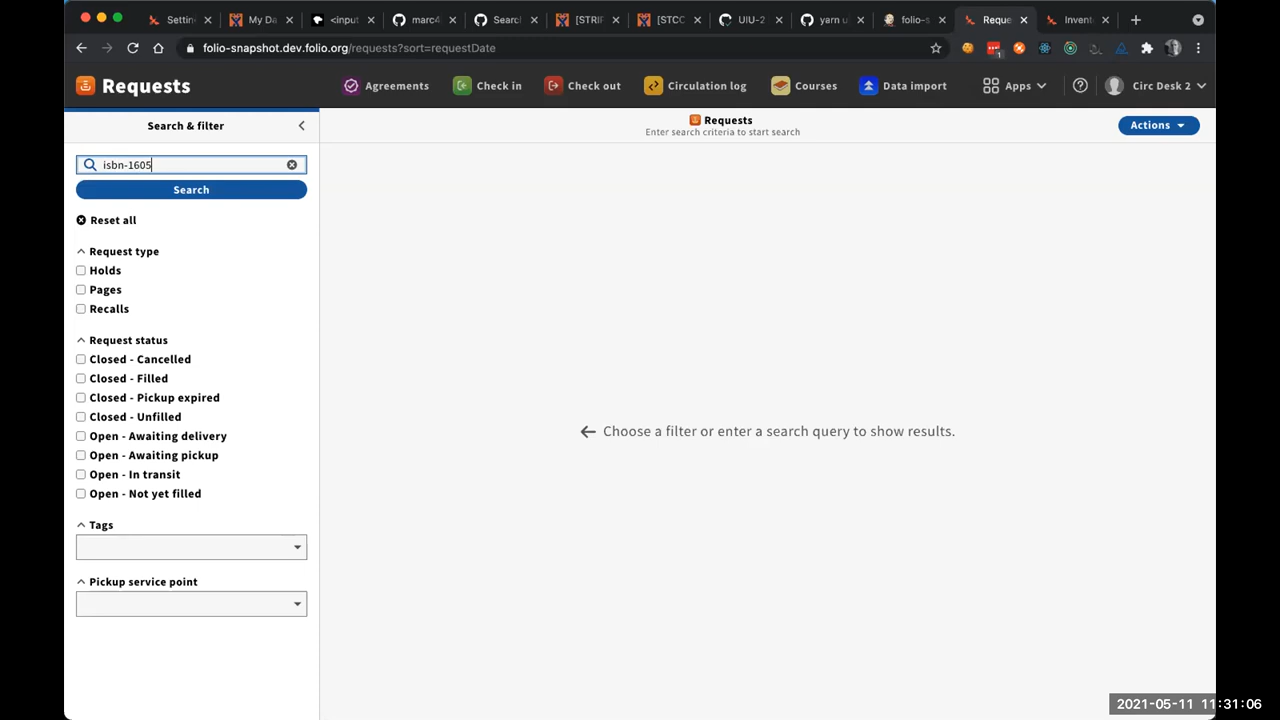 Settin
My Da
<input
marc4
Searc
[STRIF
[STCC
UIU-2
yarn u
folio-s
Reque
Invent
folio-snapshot.dev.folio.org/requests?sort=requestDate
1
Requests
Agreements
Check in
Check out
Circulation log
Courses
Data import
Apps
Circ Desk 2
Search & filter
Requests
Enter search criteria to start search
Actions
isbn-1605
Search
Reset all
Request type
Holds
Pages
Recalls
Request status
Closed - Cancelled
Closed - Filled
Closed - Pickup expired
Closed - Unfilled
Open - Awaiting delivery
Open - Awaiting pickup
Open - In transit
Open - Not yet filled
Choose a filter or enter a search query to show results.
Tags
Pickup service point
2021-05-11 11:31:06